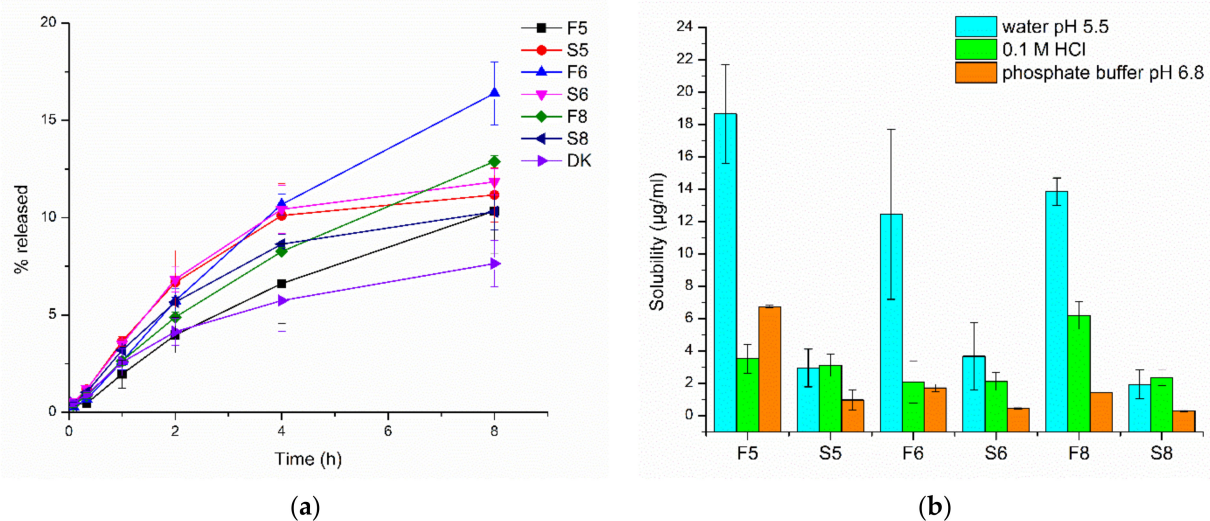 20
15
10
5
0
% released
0 2 4 6 8
Time (h)
F5
S5
F6
S6
F8
S8
DK
(a)
24
22
20
18
16
14
12
10
8
6
4
2
0
Solubility (µg/ml)
water pH 5.5
0.1 M HCl
phosphate buffer pH 6.8
F5 S5 F6 S6 F8 S8
(b)